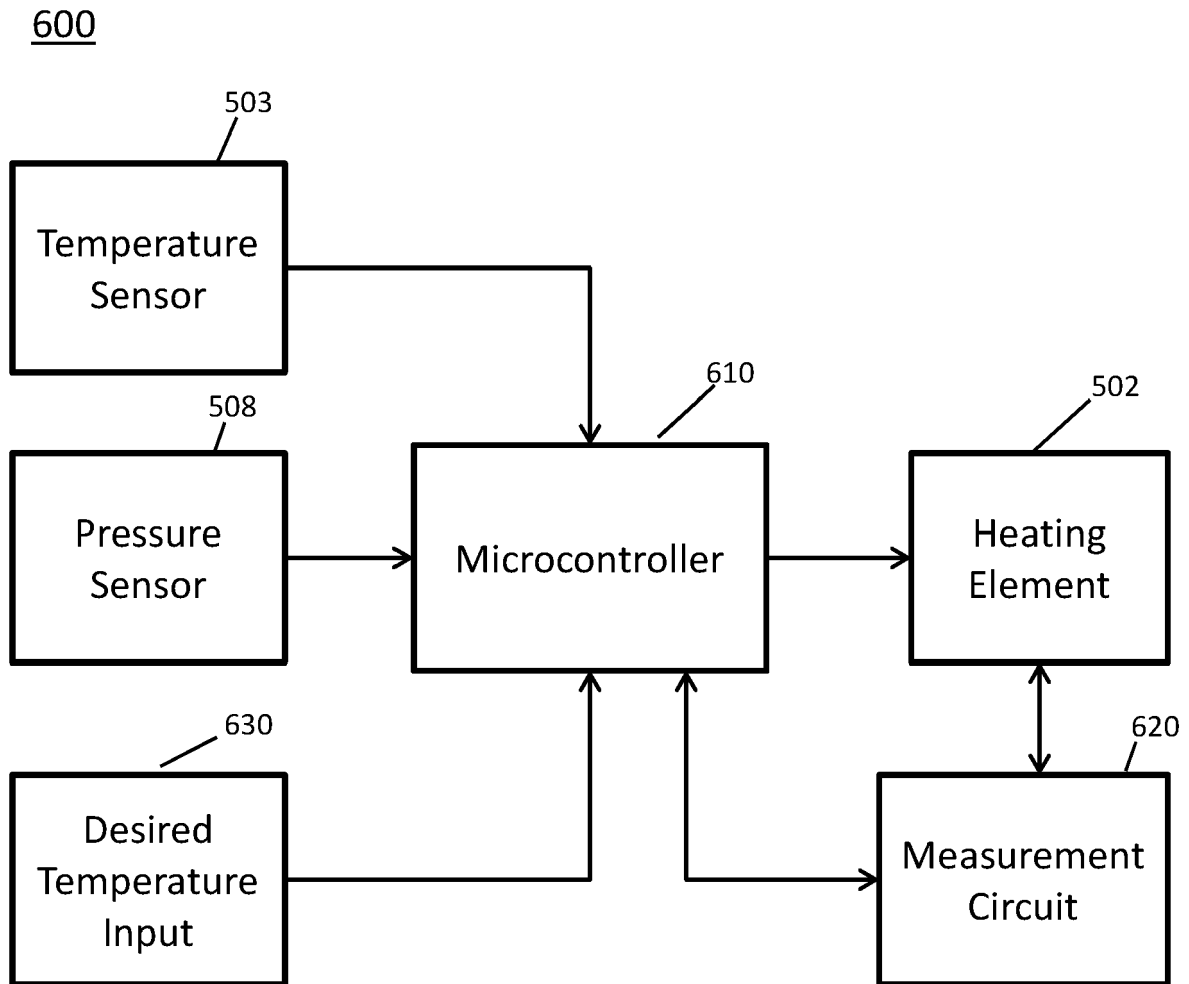 600
503
Temperature
Sensor
508
Pressure
Sensor
610
Microcontroller
502
Heating
Element
630
Desired
Temperature
Input
620
Measurement
Circuit